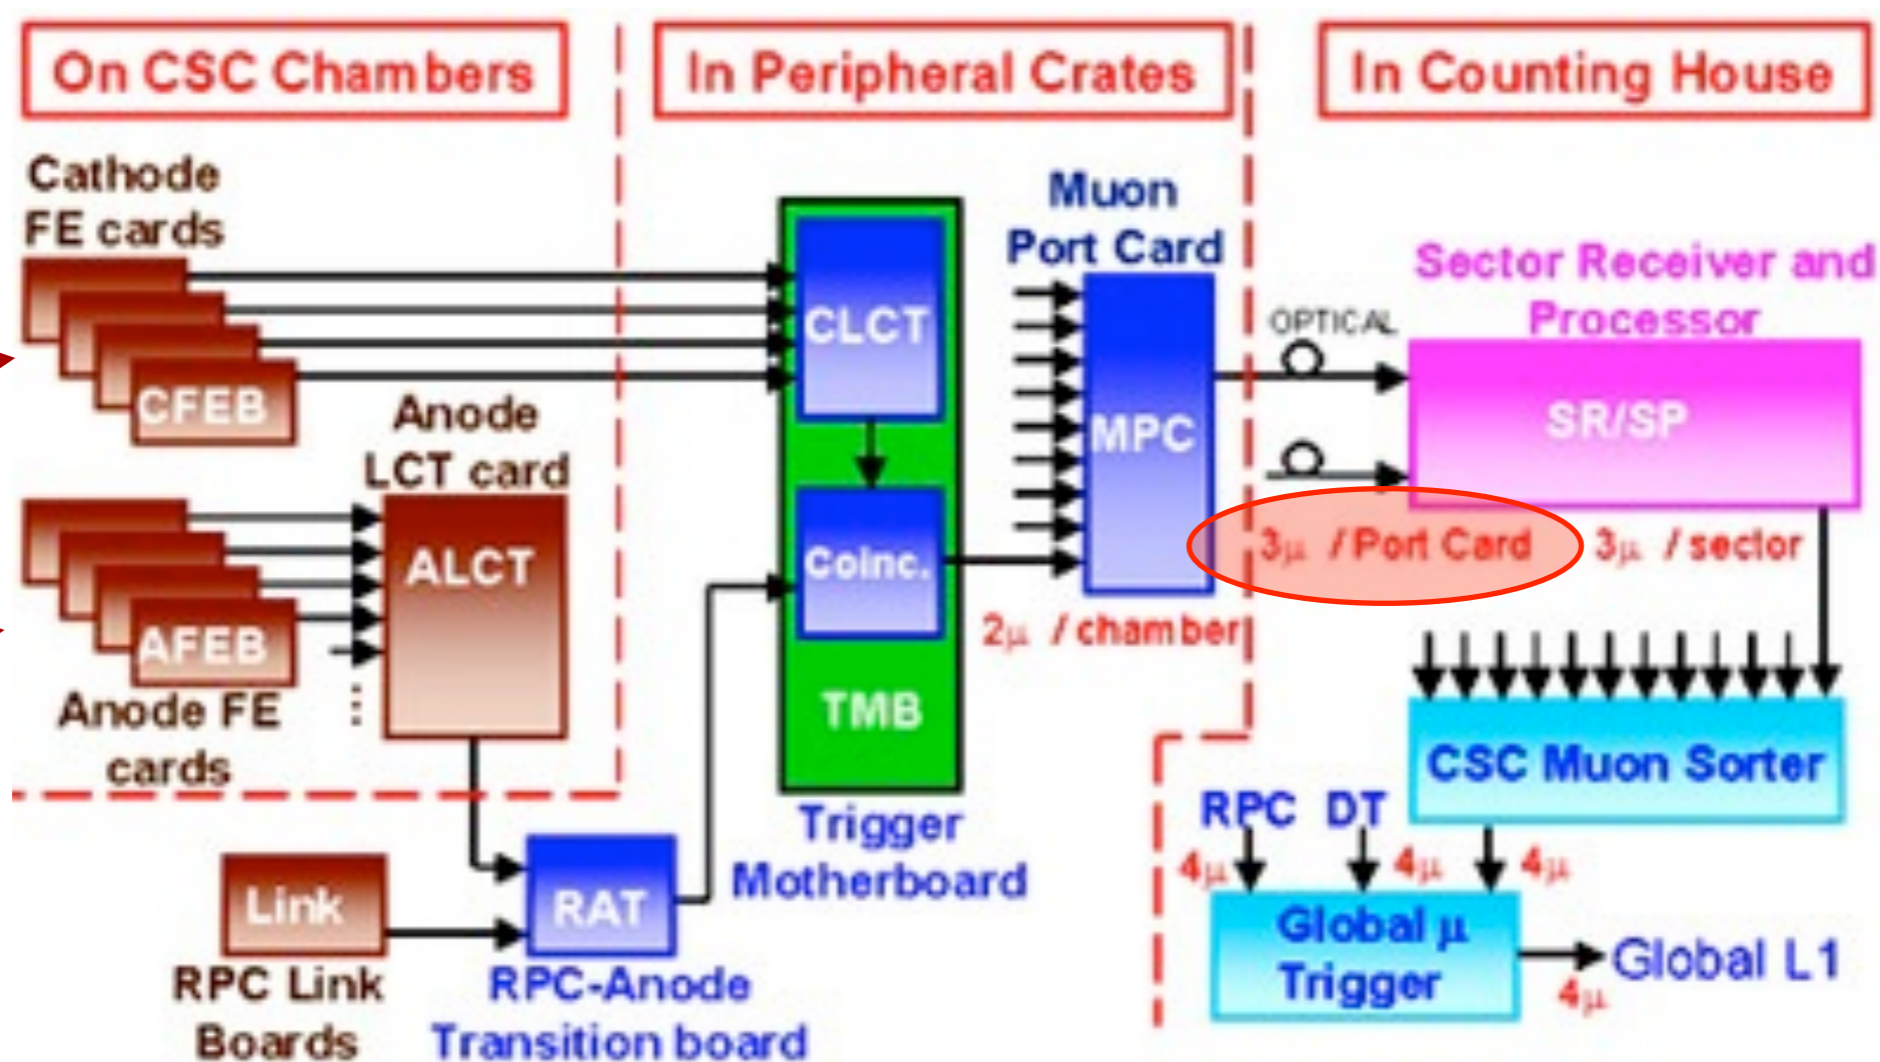 On CSC Chambers
In Peripheral Crates
In Counting House
Cathode
FE cards
CFEB
Anode
LCT card
ALCT
AFEB
Anode FE
cards
Link
RPC Link
Boards
RAT
RPC-Anode
Transition board
CLCT
Coinc.
TMB
Trigger
Motherboard
Muon
Port Card
MPC
2μ / chamber
OPTICAL
Sector Receiver and
Processor
SR/SP
3μ / Port Card
3μ / sector
CSC Muon Sorter
RPC DT
4μ 4μ 4μ
Global μ
Trigger
Global L1
4μ